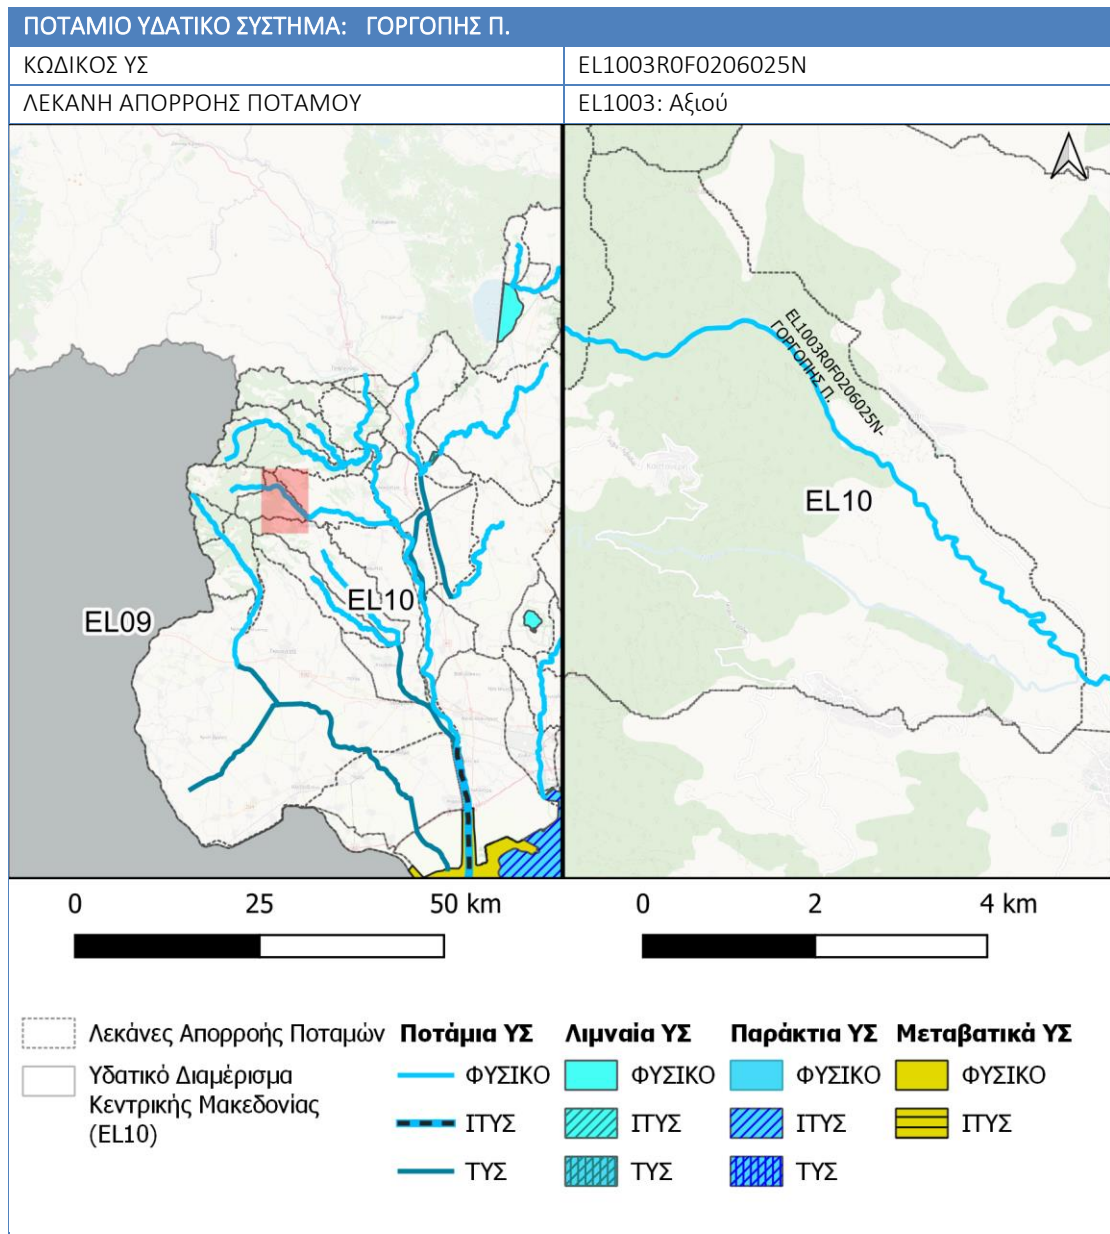 ΠΟΤΑΜΙΟ ΥΔΑΤΙΚΟ ΣΥΣΤΗΜΑ: ΓΟΡΓΟΠΗΣ Π.
ΚΩΔΙΚΟΣ ΥΣ EL1003R0F0206025N
ΛΕΚΑΝΗ ΑΠΟΡΡΟΗΣ ΠΟΤΑΜΟΥ EL1003: Αξιού
EL09
EL10
EL1003R0F0206025N-
ΓΟΡΓΟΠΗΣ Π.
EL10
0 25 50 km
0 2 4 km
Λεκάνες Απορροής Ποταμών
Υδατικό Διαμέρισμα
Κεντρικής Μακεδονίας
(EL10)
Ποτάμια ΥΣ
ΦΥΣΙΚΟ
ΙΤΥΣ
ΤΥΣ
Λιμναία ΥΣ
ΦΥΣΙΚΟ
ΙΤΥΣ
ΤΥΣ
Παράκτια ΥΣ
ΦΥΣΙΚΟ
ΙΤΥΣ
ΤΥΣ
Μεταβατικά ΥΣ
ΦΥΣΙΚΟ
ΙΤΥΣ